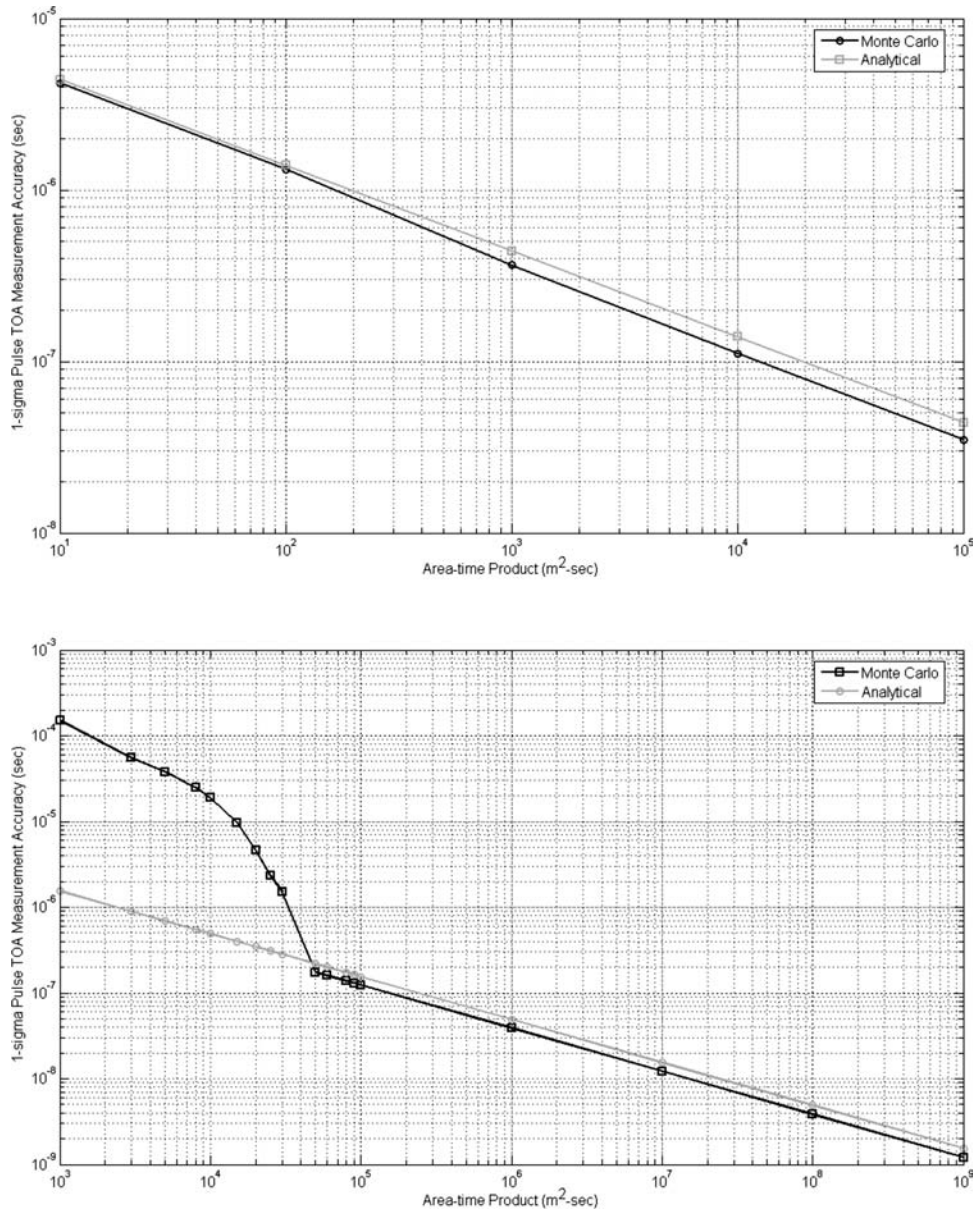 10^-5
Monte Carlo
Analytical
10^-6
10^-7
10^-8
1-sigma Pulse TOA Measurement Accuracy (sec)
10^1 10^2 10^3 10^4 10^5
Area-time Product (m^2-sec)
10^-3
Monte Carlo
Analytical
10^-4
10^-5
10^-6
10^-7
10^-8
10^-9
1-sigma Pulse TOA Measurement Accuracy (sec)
10^3 10^4 10^5 10^6 10^7 10^8 10^9
Area-time Product (m^2-sec)